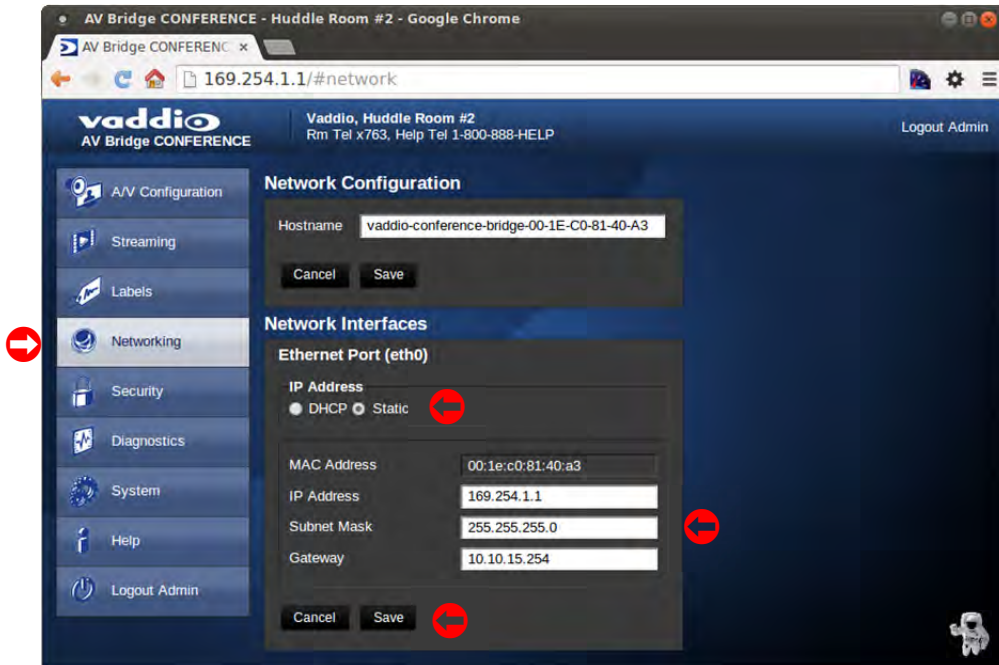 AV Bridge CONFERENCE - Huddle Room #2 - Google Chrome
AV Bridge CONFERENC
169.254.1.1/#network
vaddio
AV Bridge CONFERENCE
Vaddio, Huddle Room #2
Rm Tel x763, Help Tel 1-800-888-HELP
Logout Admin
A/V Configuration
Streaming
Labels
Networking
Security
Diagnostics
System
Help
Logout Admin
Network Configuration
Hostname vaddio-conference-bridge-00-1E-C0-81-40-A3
Cancel Save
Network Interfaces
Ethernet Port (eth0)
IP Address
DHCP Static
MAC Address 00:1e:c0:81:40:a3
IP Address 169.254.1.1
Subnet Mask 255.255.255.0
Gateway 10.10.15.254
Cancel Save